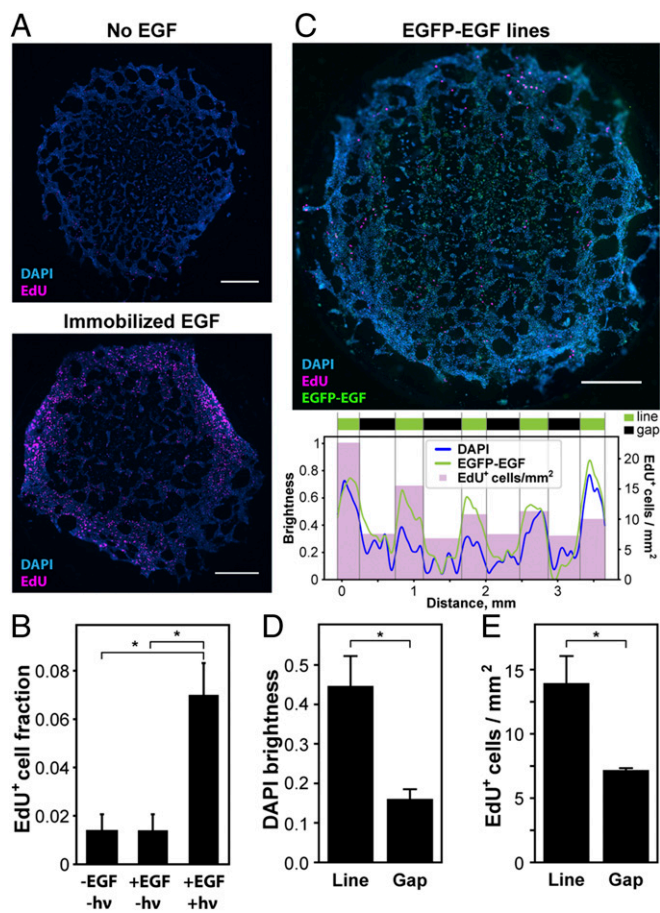 A
No EGF
DAPI
EdU
Immobilized EGF
DAPI
EdU
C
EGFP-EGF lines
DAPI
EdU
EGFP-EGF
line
gap
DAPI
EGFP-EGF
EdU⁺ cells/mm²
Brightness
1
0.8
0.6
0.4
0.2
0
EdU⁺ cells/mm²
20
15
10
5
0
0 1 2 3
Distance, mm
B
EdU⁺ cell fraction
0.08
0.06
0.04
0.02
0
* *
-EGF +EGF +EGF
-hν -hν +hν
D
DAPI brightness
0.5
0.4
0.3
0.2
0.1
0.0
*
Line Gap
E
EdU⁺ cells / mm²
15
10
5
0
*
Line Gap